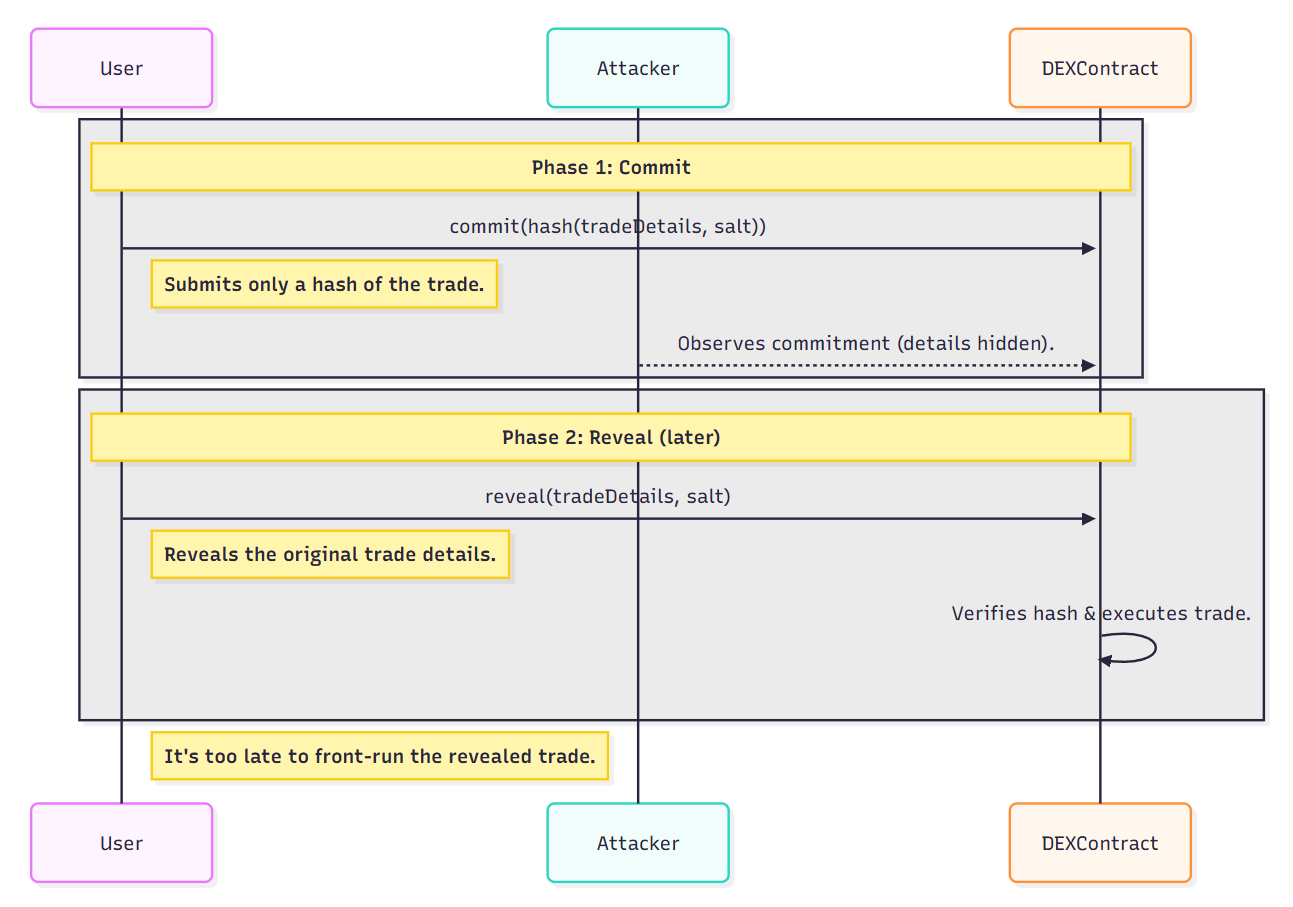 User
Attacker
DEXContract
Phase 1: Commit
commit(hash(tradeDetails, salt))
Submits only a hash of the trade.
Observes commitment (details hidden).
Phase 2: Reveal (later)
reveal(tradeDetails, salt)
Reveals the original trade details.
Verifies hash & executes trade.
It's too late to front-run the revealed trade.
User
Attacker
DEXContract